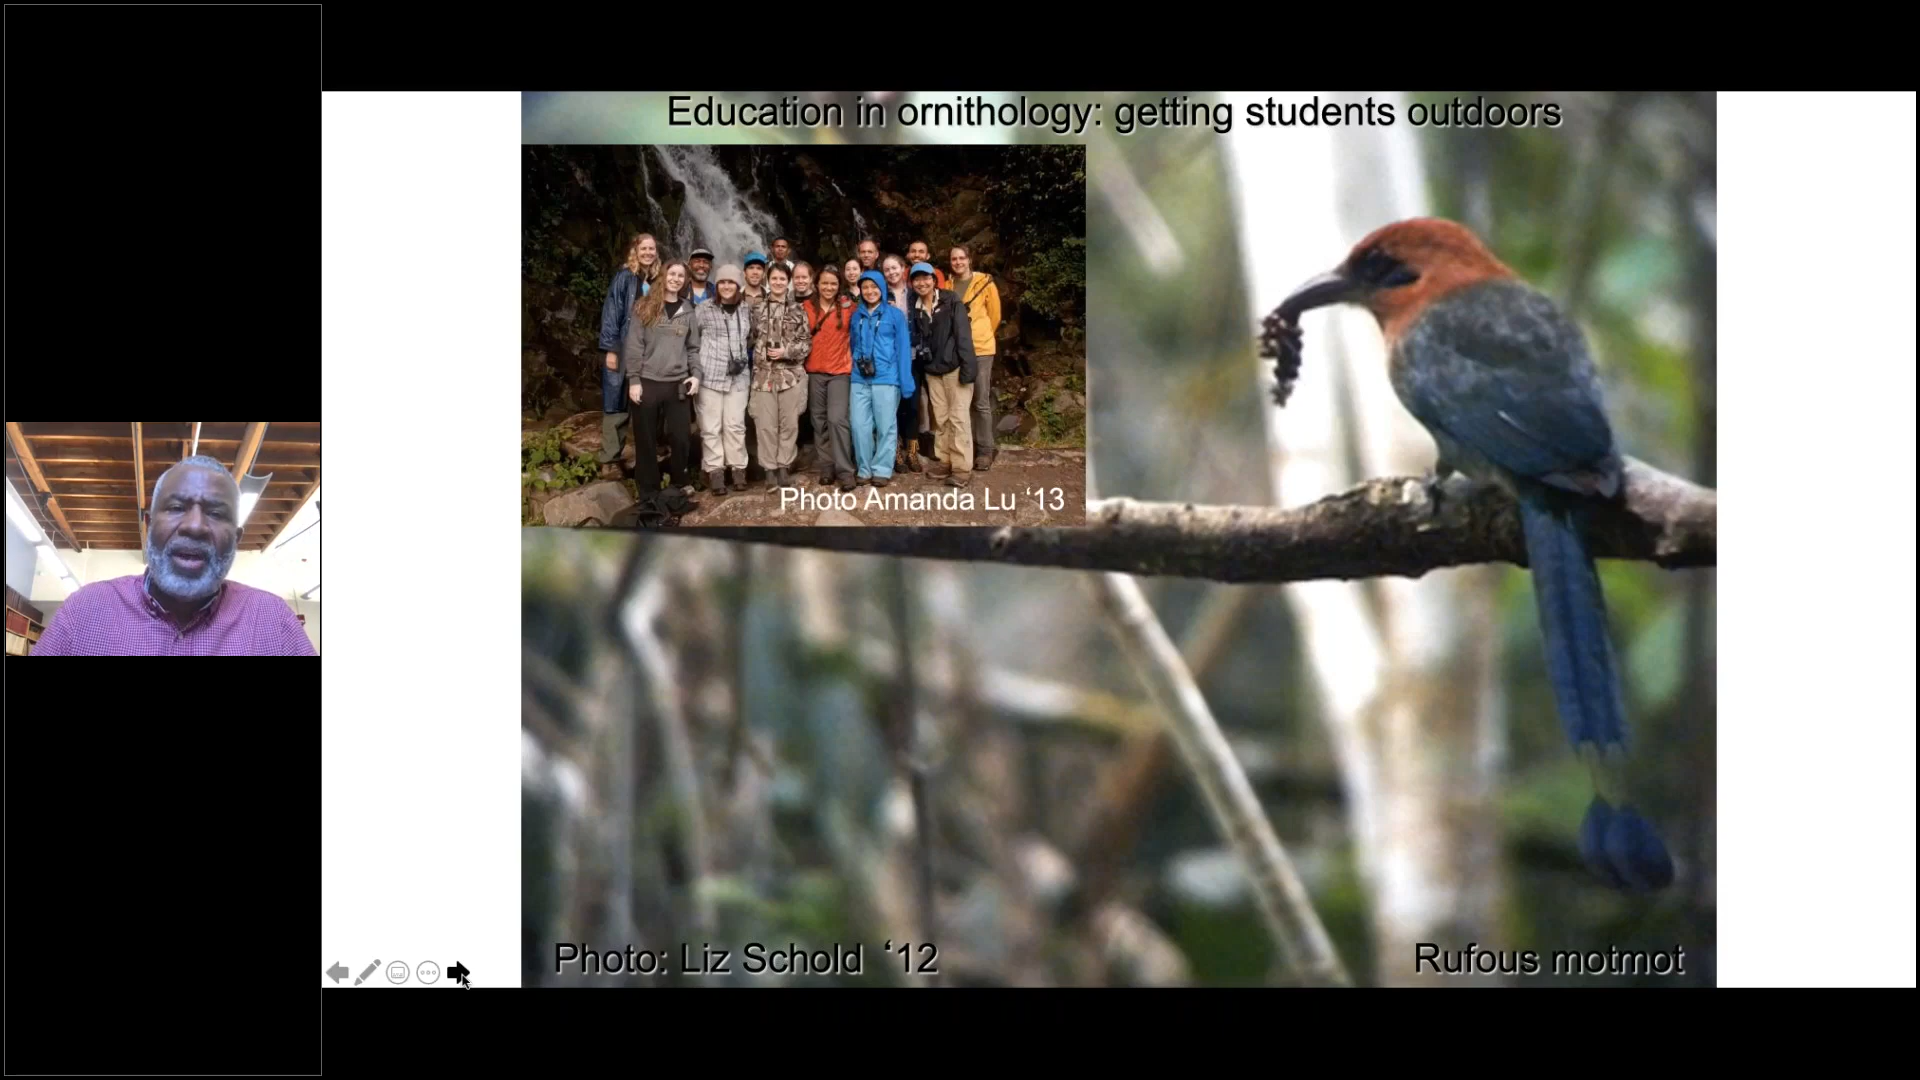 Education in ornithology: getting students outdoors
Photo Amanda Lu ‘13
Photo: Liz Schold ‘12
Rufous motmot